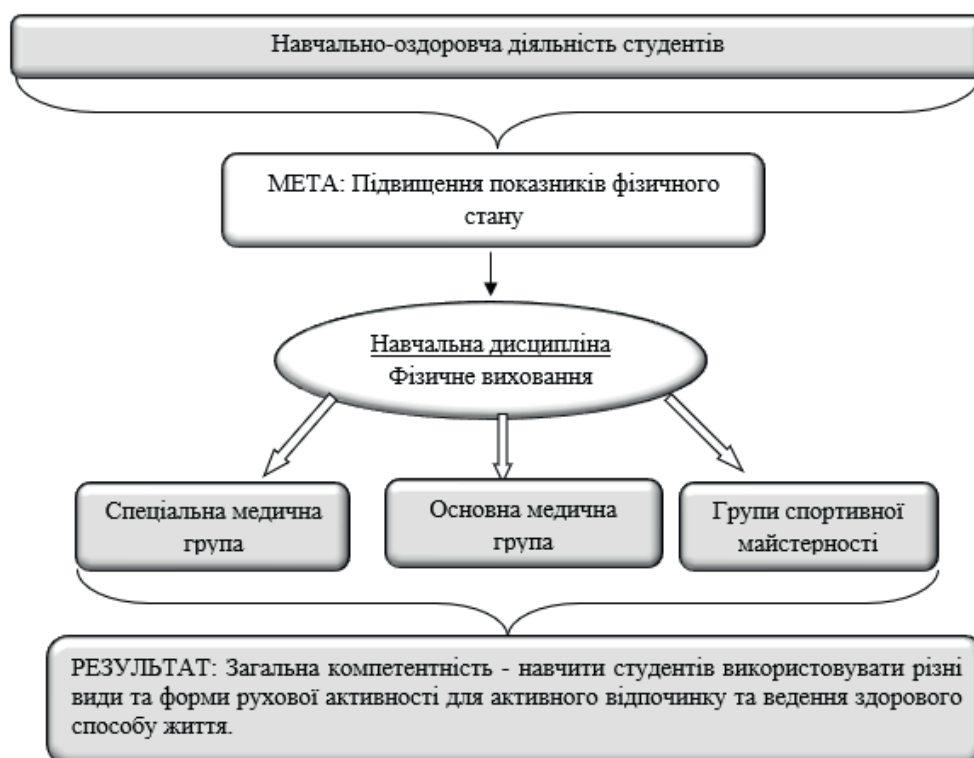 Навчально-оздоровча діяльність студентів
МЕТА: Підвищення показників фізичного
стану
Навчальна дисципліна
Фізичне виховання
Спеціальна медична
група
Основна медична
група
Групи спортивної
майстерності
РЕЗУЛЬТАТ: Загальна компетентність - навчити студентів використовувати різні
види та форми рухової активності для активного відпочинку та ведення здорового
способу життя.